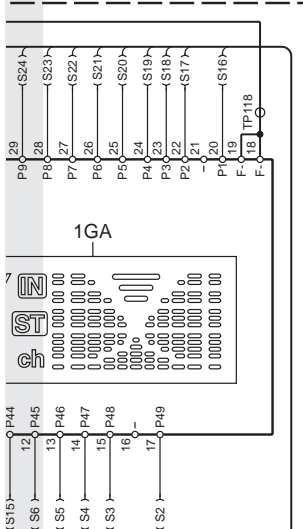 S24 S23 S22 S21 S20 S19 S18 S17 S16
TP118
29 28 27 26 25 24 23 22 21 20 19 18
P9 P8 P7 P6 P5 P4 P3 P2 – P1 F- F-
1GA
IN
ST
ch
P44 P45 P46 P47 P48 – P49
12 13 14 15 16 17
S15 S6 S5 S4 S3 S2